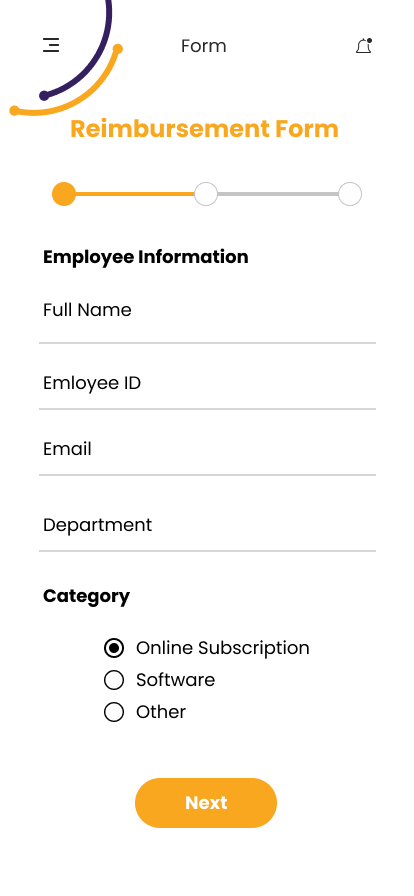 Form
Reimbursement Form
Employee Information
Full Name
Emloyee ID
Email
Department
Category
Online Subscription
Software
Other
Next